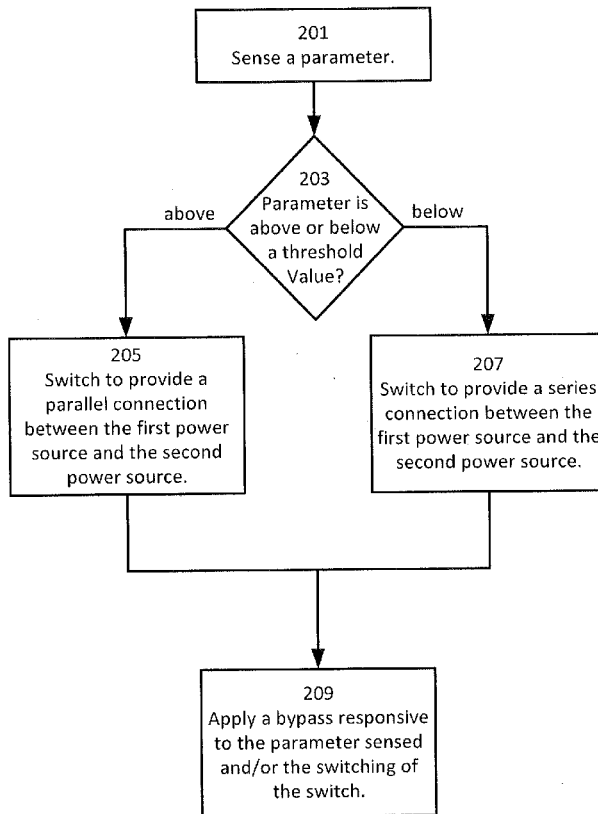 201
Sense a parameter.
203
Parameter is
above or below
a threshold
Value?
above
below
205
Switch to provide a
parallel connection
between the first power
source and the second
power source.
207
Switch to provide a series
connection between the
first power source and the
second power source.
209
Apply a bypass responsive
to the parameter sensed
and/or the switching of
the switch.